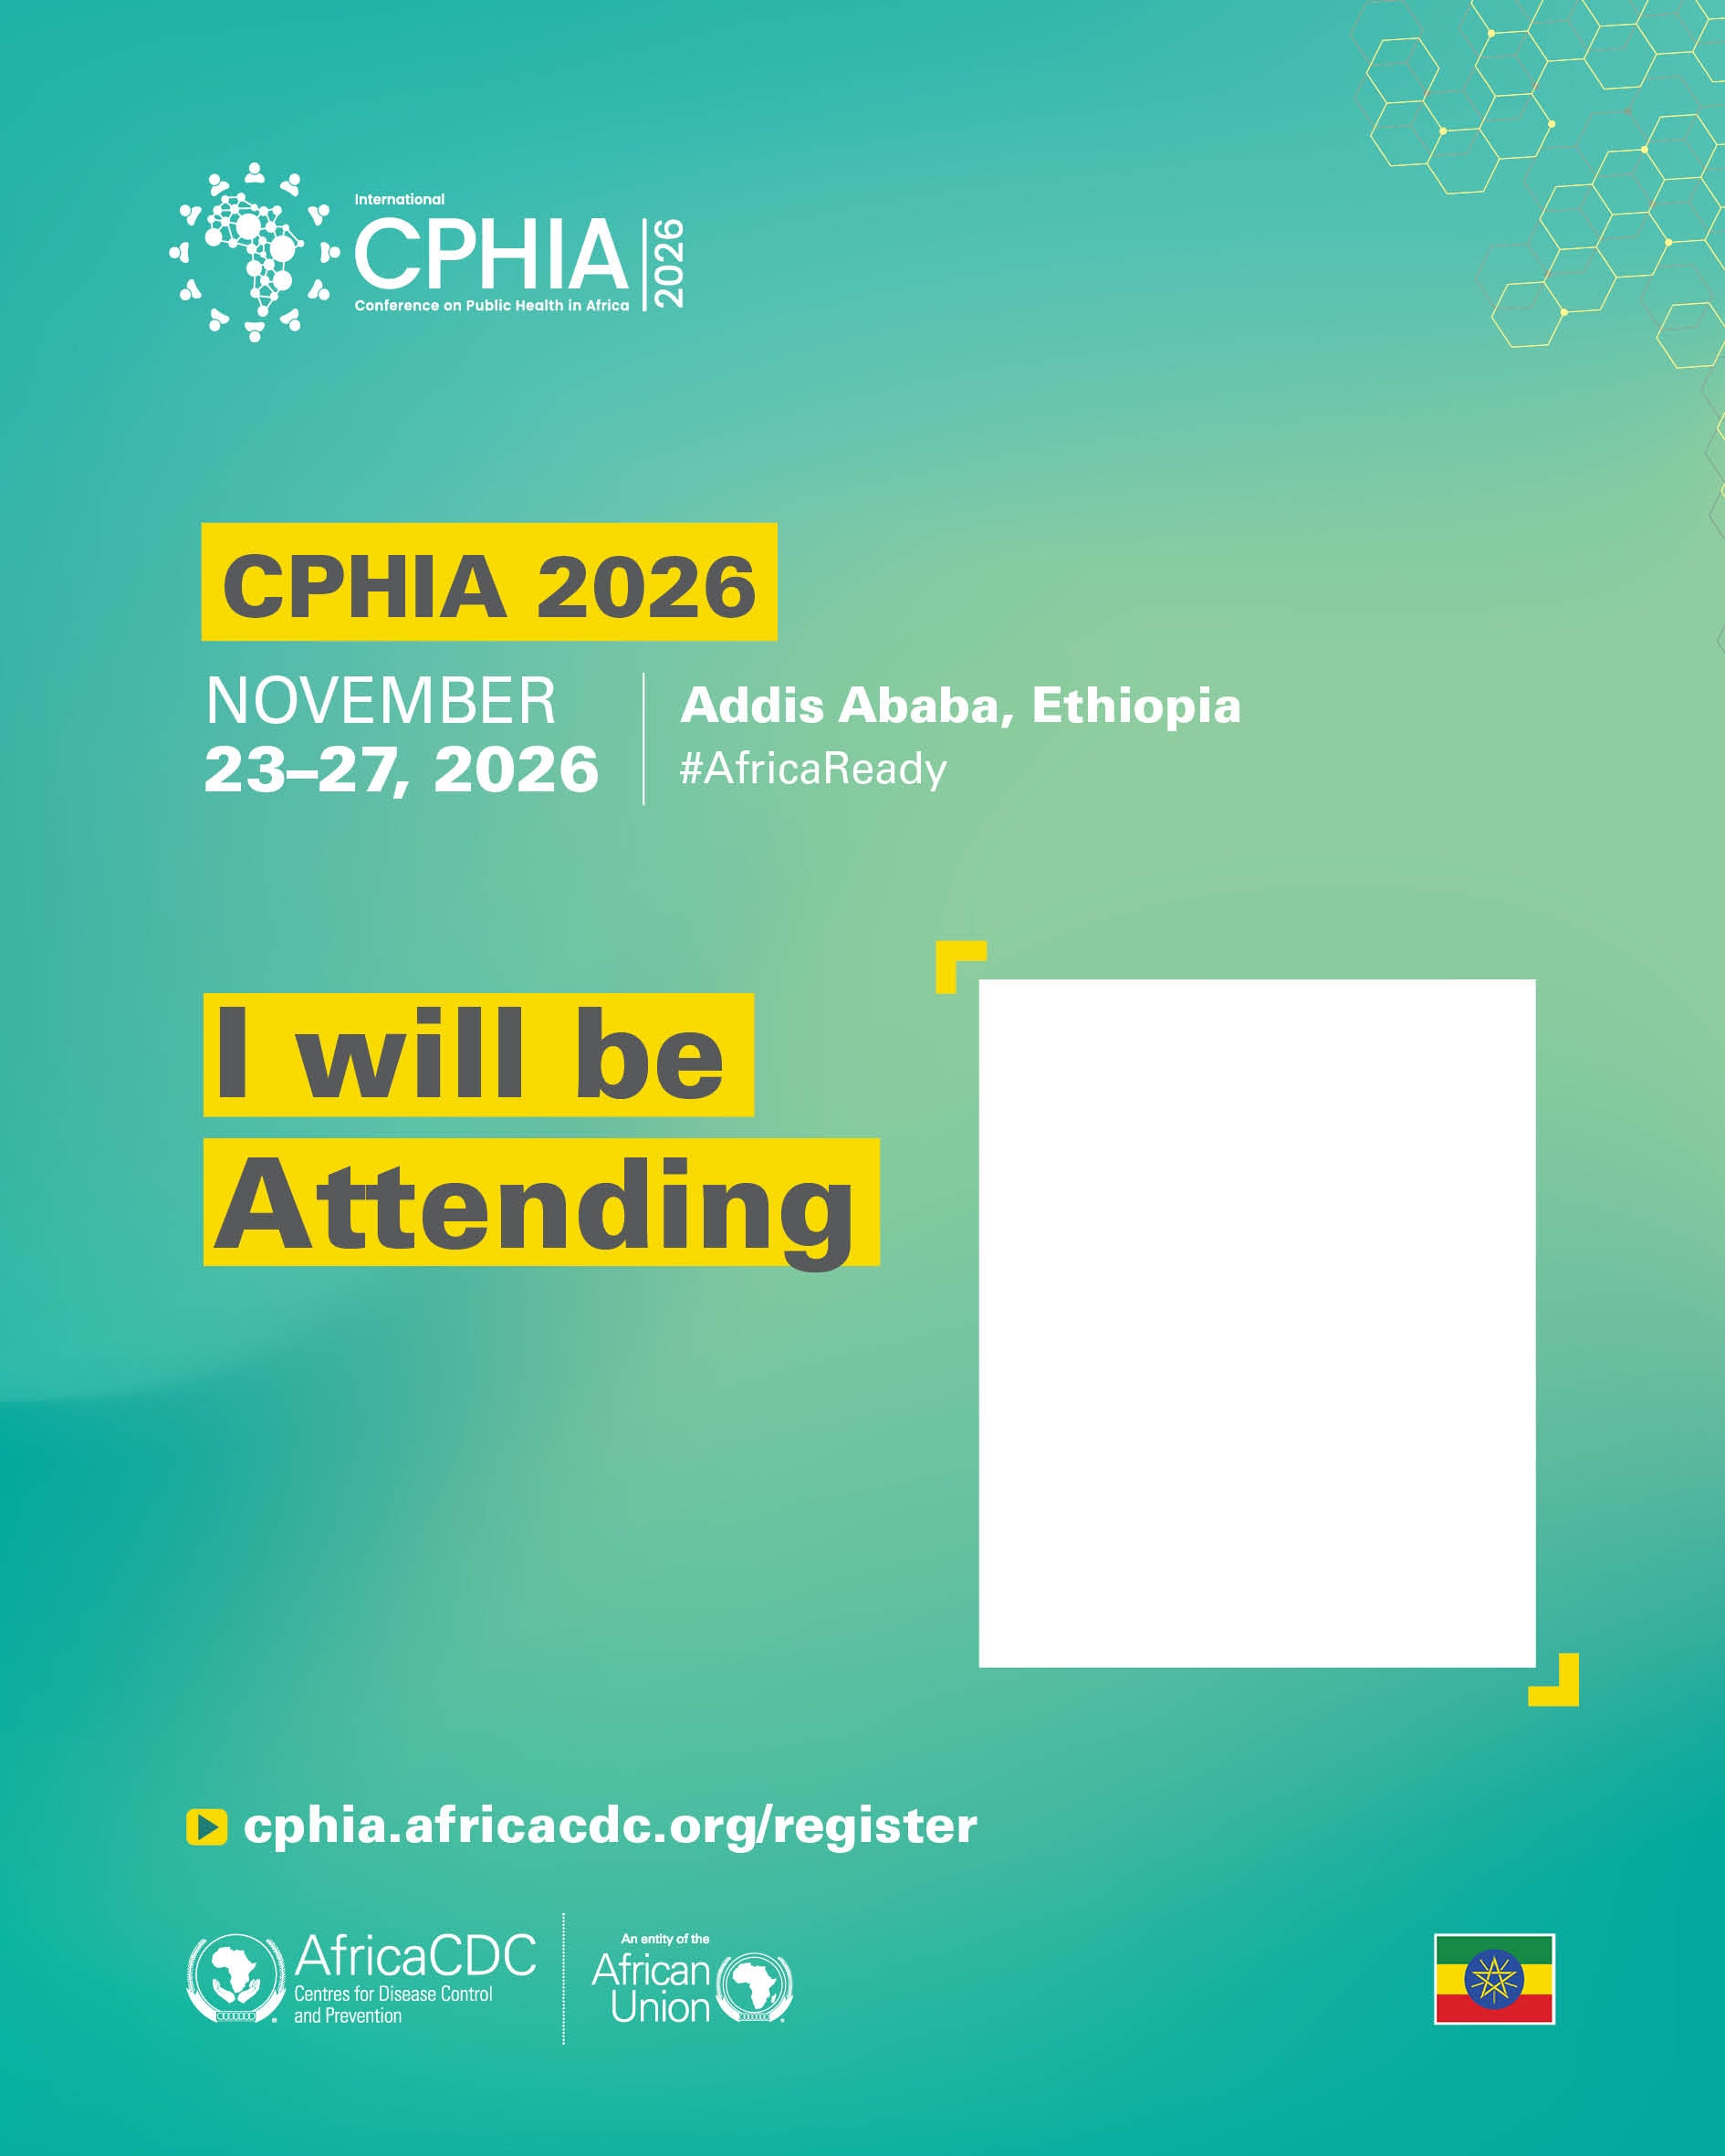 International
CPHIA
Conference on Public Health in Africa
2026
CPHIA 2026
NOVEMBER
23–27, 2026
Addis Ababa, Ethiopia
#AfricaReady
I will be
Attending
cphia.africacdc.org/register
AfricaCDC
Centres for Disease Control
and Prevention
An entity of the
African
Union